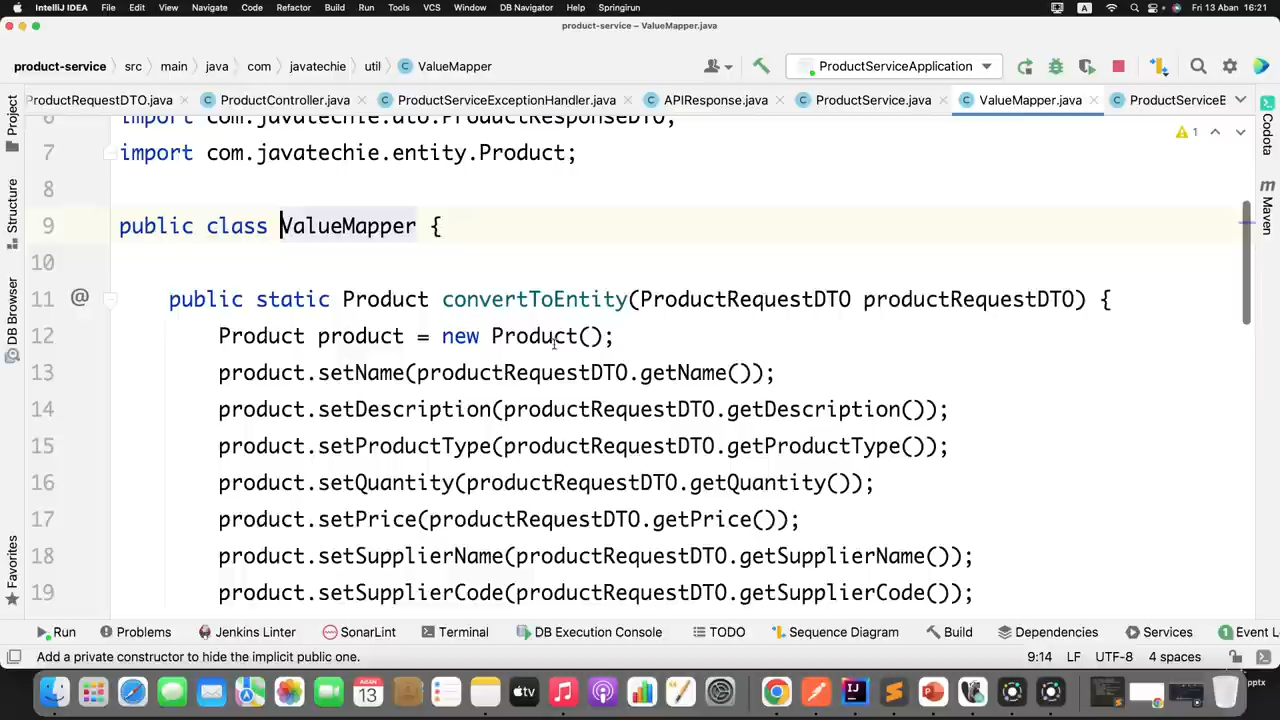 IntelliJ IDEA File Edit View Navigate Code Refactor Build Run Tools VCS Window DB Navigator Help Springirun A Fri 13 Aban 16:21
product-service – ValueMapper.java
product-service src main java com javatechie util ValueMapper ProductServiceApplication
ProductRequestDTO.java ProductController.java ProductServiceExceptionHandler.java APIResponse.java ProductService.java ValueMapper.java ProductServiceE
6 import com.javatechie.dto.ProductResponseDTO;
7 import com.javatechie.entity.Product;
1
8
9 public class ValueMapper {
10
11 @ public static Product convertToEntity(ProductRequestDTO productRequestDTO) {
12 Product product = new Product();
13 product.setName(productRequestDTO.getName());
14 product.setDescription(productRequestDTO.getDescription());
15 product.setProductType(productRequestDTO.getProductType());
16 product.setQuantity(productRequestDTO.getQuantity());
17 product.setPrice(productRequestDTO.getPrice());
18 product.setSupplierName(productRequestDTO.getSupplierName());
19 product.setSupplierCode(productRequestDTO.getSupplierCode());
Project
Structure
DB Browser
Favorites
Codota
m Maven
Run Problems Jenkins Linter SonarLint Terminal DB Execution Console TODO Sequence Diagram Build Dependencies Services 1 Event L
Add a private constructor to hide the implicit public one. 9:14 LF UTF-8 4 spaces
13
tv
pptx